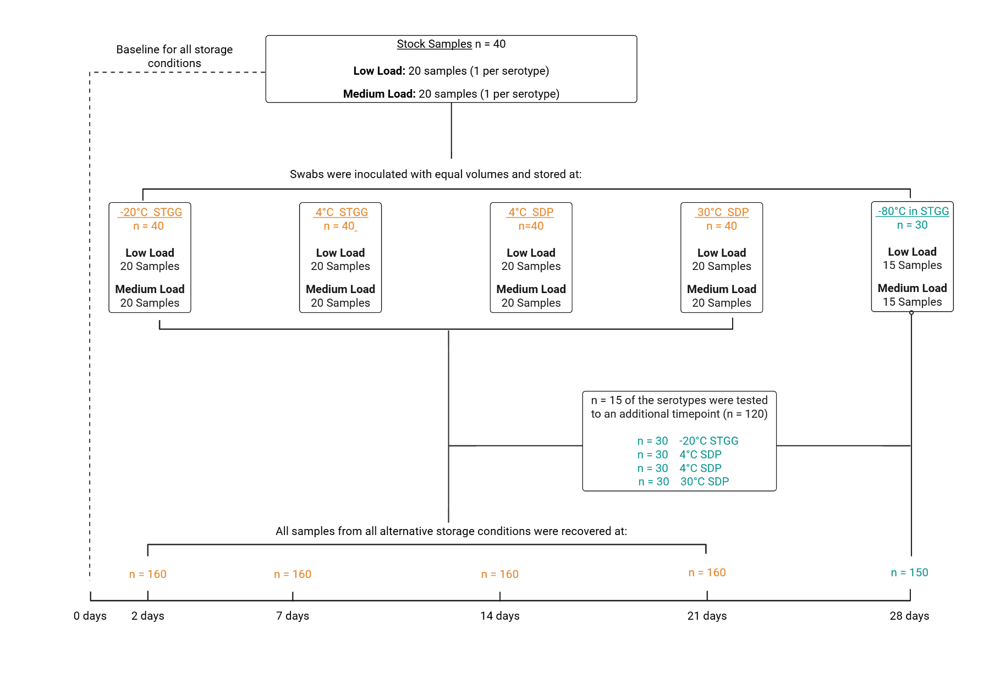 Baseline for all storage
conditions
Stock Samples n = 40
Low Load: 20 samples (1 per serotype)
Medium Load: 20 samples (1 per serotype)
Swabs were inoculated with equal volumes and stored at:
-20°C STGG
n = 40
Low Load
20 Samples
Medium Load
20 Samples
4°C STGG
n = 40
Low Load
20 Samples
Medium Load
20 Samples
4°C SDP
n=40
Low Load
20 Samples
Medium Load
20 Samples
30°C SDP
n = 40
Low Load
20 Samples
Medium Load
20 Samples
-80°C in STGG
n = 30
Low Load
15 Samples
Medium Load
15 Samples
n = 15 of the serotypes were tested
to an additional timepoint (n = 120)
n = 30 -20°C STGG
n = 30 4°C SDP
n = 30 4°C SDP
n = 30 30°C SDP
All samples from all alternative storage conditions were recovered at:
n = 160
n = 160
n = 160
n = 160
n = 150
0 days
2 days
7 days
14 days
21 days
28 days